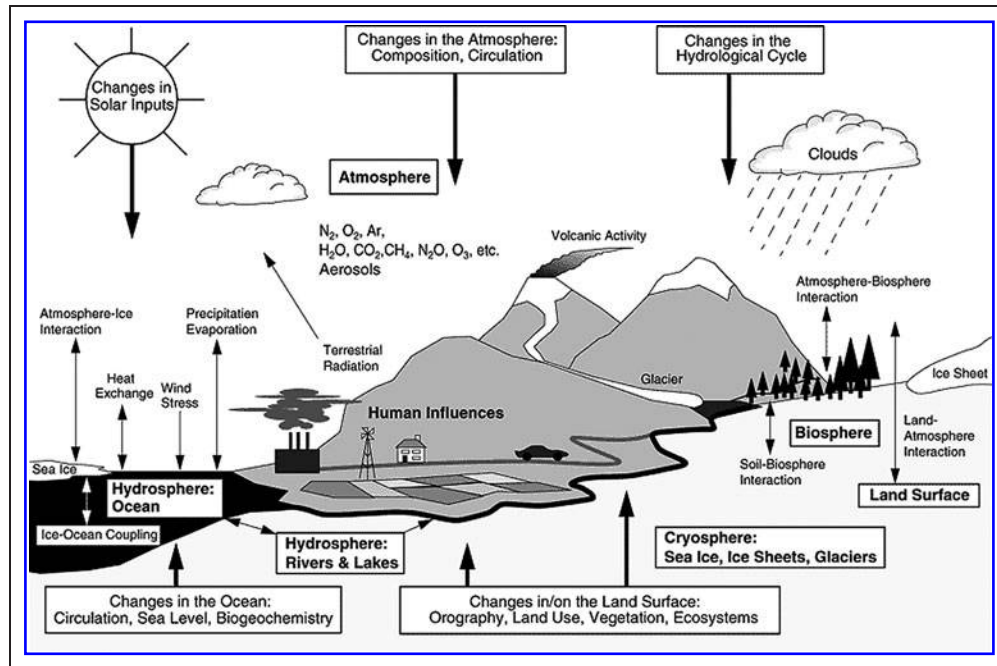 Changes in the Atmosphere:
Composition, Circulation
Changes in the
Hydrological Cycle
Changes in
Solar Inputs
Clouds
Atmosphere
N₂, O₂, Ar,
H₂O, CO₂,CH₄, N₂O, O₃, etc.
Aerosols
Volcanic Activity
Atmosphere-Biosphere
Interaction
Atmosphere-Ice
Interaction
Precipitation
Evaporation
Terrestrial
Radiation
Heat
Exchange
Wind
Stress
Glacier
Ice Sheet
Human Influences
Biosphere
Land-
Atmosphere
Interaction
Soil-Biosphere
Interaction
Sea Ice
Hydrosphere:
Ocean
Land Surface
Ice-Ocean Coupling
Hydrosphere:
Rivers & Lakes
Cryosphere:
Sea Ice, Ice Sheets, Glaciers
Changes in the Ocean:
Circulation, Sea Level, Biogeochemistry
Changes in/on the Land Surface:
Orography, Land Use, Vegetation, Ecosystems